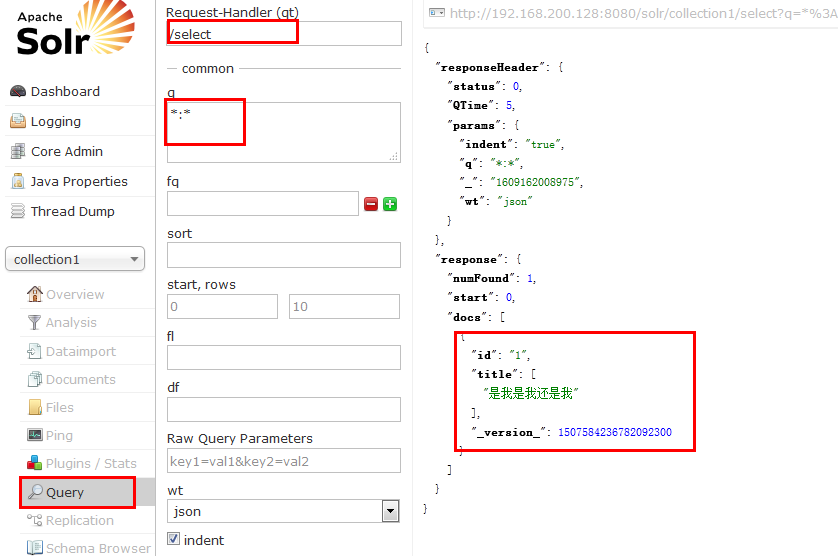 Apache
Solr
Dashboard
Logging
Core Admin
Java Properties
Thread Dump
collection1
Overview
Analysis
Dataimport
Documents
Files
Ping
Plugins / Stats
Query
Replication
Schema Browser
Request-Handler (qt)
/select
common
q
*:*
fq
sort
start, rows
0 10
fl
df
Raw Query Parameters
key1=val1&key2=val2
wt
json
indent
http://192.168.200.128:8080/solr/collection1/select?q=*%3A
{
"responseHeader": {
"status": 0,
"QTime": 5,
"params": {
"indent": "true",
"q": "*:*",
"_": "1609162008975",
"wt": "json"
}
},
"response": {
"numFound": 1,
"start": 0,
"docs": [
{
"id": "1",
"title": [
"是我是我还是我"
],
"_version_": 1507584236782092300
}
]
}
}